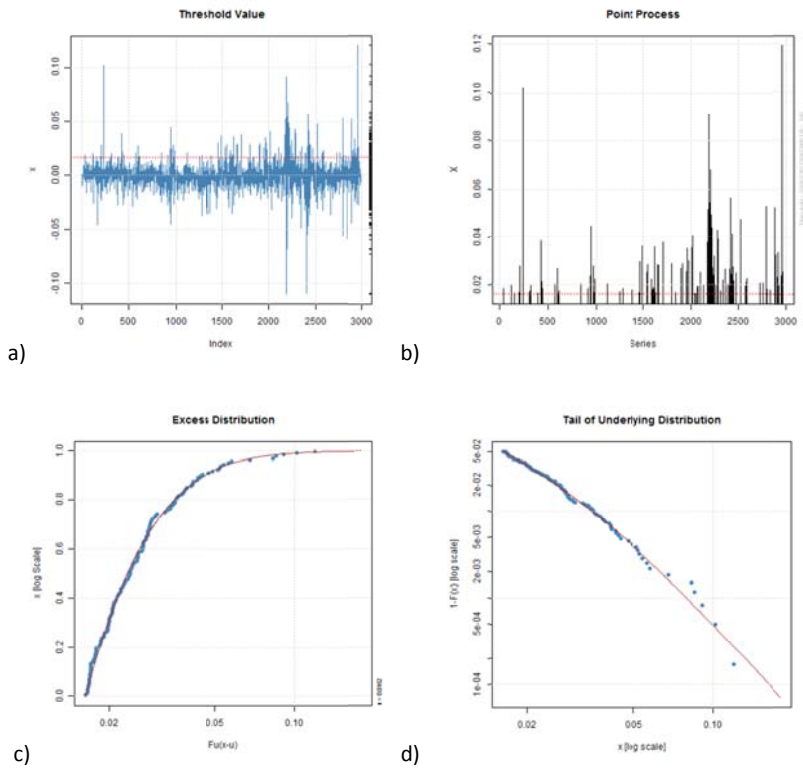 Threshold Value
x
0.10
0.05
0.00
-0.05
-0.10
0 500 1000 1500 2000 2500 3000
Index
a)
Point Process
X
0.12
0.10
0.08
0.06
0.04
0.02
0 500 1000 1500 2000 2500 3000
Series
b)
Excess Distribution
x [log Scale]
1.0
0.8
0.6
0.4
0.2
0.0
0.02 0.05 0.10
Fu(x-u)
c)
Tail of Underlying Distribution
1-F(x) [log scale]
5e-02
2e-02
5e-03
2e-03
5e-04
1e-04
0.02 005 0.10
x [log scale]
d)